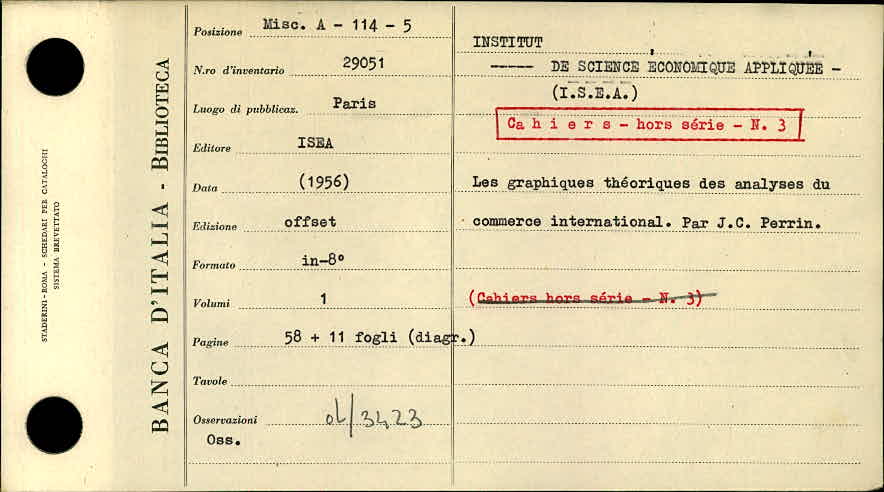 STADERINI - ROMA - SCHEDARI PER CATALOGHI
SISTEMA BREVETTATO
BANCA D'ITALIA - BIBLIOTECA
Posizione Misc. A - 114 - 5
N.ro d'inventario 29051
Luogo di pubblicaz. Paris
Editore ISEA
Data (1956)
Edizione offset
Formato in-8°
Volumi 1
Pagine 58 + 11 fogli (diagr.)
Tavole
Osservazioni
Oss.
INSTITUT
----- DE SCIENCE ECONOMIQUE APPLIQUEE -
(I.S.E.A.)
Cahiers - hors série - N. 3
Les graphiques théoriques des analyses du
commerce international. Par J.C. Perrin.
(Cahiers hors série - N. 3)